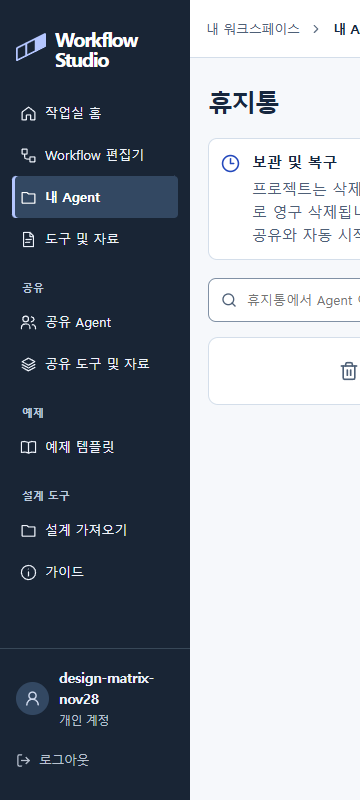 Workflow
Studio
작업실 홈
Workflow 편집기
내 Agent
도구 및 자료
공유
공유 Agent
공유 도구 및 자료
예제
예제 템플릿
설계 도구
설계 가져오기
가이드
design-matrix-
nov28
개인 계정
로그아웃
내 워크스페이스 > 내 A
휴지통
보관 및 복구
프로젝트는 삭제
로 영구 삭제됩니
공유와 자동 시작
휴지통에서 Agent